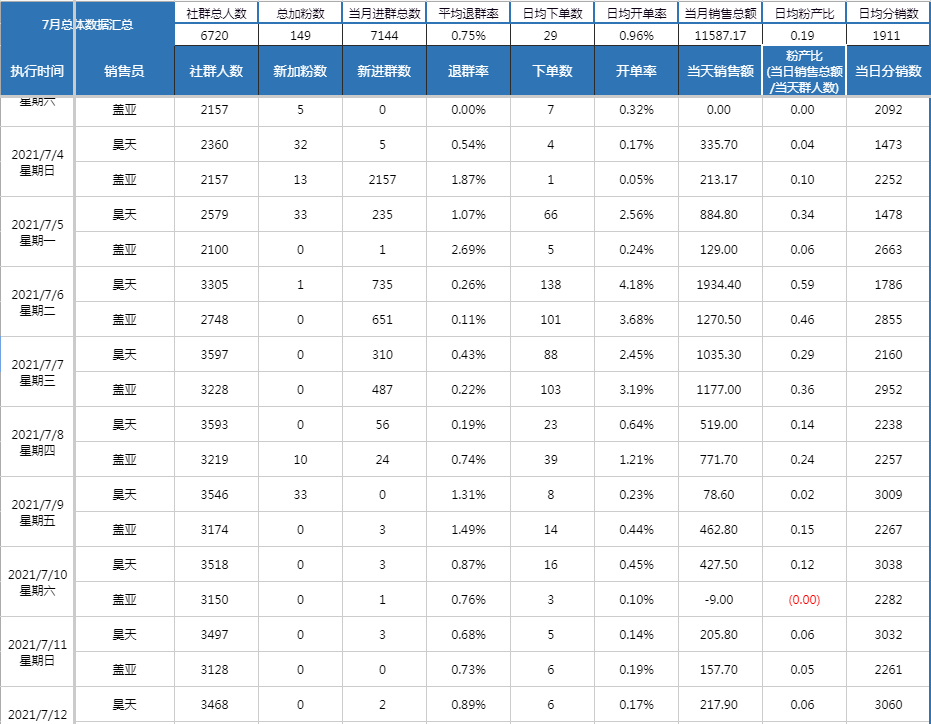 7月总体数据汇总 社群总人数 总加粉数 当月进群总数 平均退群率 日均下单数 日均开单率 当月销售总额 日均粉产比 日均分销数
6720 149 7144 0.75% 29 0.96% 11587.17 0.19 1911
执行时间 销售员 社群人数 新加粉数 新进群数 退群率 下单数 开单率 当天销售额 粉产比 当日分销数
(当日销售总额
/当天群人数)
星期六 盖亚 2157 5 0 0.00% 7 0.32% 0.00 0.00 2092
2021/7/4 昊天 2360 32 5 0.54% 4 0.17% 335.70 0.04 1473
星期日 盖亚 2157 13 2157 1.87% 1 0.05% 213.17 0.10 2252
2021/7/5 昊天 2579 33 235 1.07% 66 2.56% 884.80 0.34 1478
星期一 盖亚 2100 0 1 2.69% 5 0.24% 129.00 0.06 2663
2021/7/6 昊天 3305 1 735 0.26% 138 4.18% 1934.40 0.59 1786
星期二 盖亚 2748 0 651 0.11% 101 3.68% 1270.50 0.46 2855
2021/7/7 昊天 3597 0 310 0.43% 88 2.45% 1035.30 0.29 2160
星期三 盖亚 3228 0 487 0.22% 103 3.19% 1177.00 0.36 2952
2021/7/8 昊天 3593 0 56 0.19% 23 0.64% 519.00 0.14 2238
星期四 盖亚 3219 10 24 0.74% 39 1.21% 771.70 0.24 2257
2021/7/9 昊天 3546 33 0 1.31% 8 0.23% 78.60 0.02 3009
星期五 盖亚 3174 0 3 1.49% 14 0.44% 462.80 0.15 2267
2021/7/10 昊天 3518 0 3 0.87% 16 0.45% 427.50 0.12 3038
星期六 盖亚 3150 0 1 0.76% 3 0.10% -9.00 (0.00) 2282
2021/7/11 昊天 3497 0 3 0.68% 5 0.14% 205.80 0.06 3032
星期日 盖亚 3128 0 0 0.73% 6 0.19% 157.70 0.05 2261
2021/7/12 昊天 3468 0 2 0.89% 6 0.17% 217.90 0.06 3060